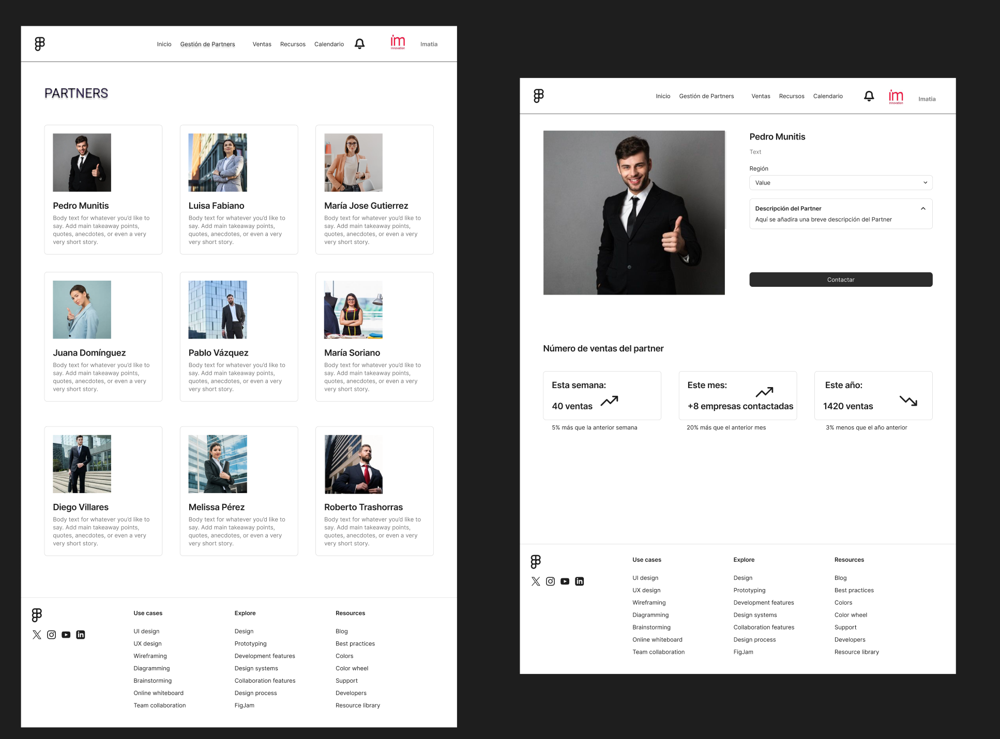 Inicio Gestión de Partners Ventas Recursos Calendario im innovation Imatia
PARTNERS
Pedro Munitis
Body text for whatever you'd like to
say. Add main takeaway points,
quotes, anecdotes, or even a very
very short story.
Luisa Fabiano
Body text for whatever you'd like to
say. Add main takeaway points,
quotes, anecdotes, or even a very
very short story.
María Jose Gutierrez
Body text for whatever you'd like to
say. Add main takeaway points,
quotes, anecdotes, or even a very
very short story.
Juana Domínguez
Body text for whatever you'd like to
say. Add main takeaway points,
quotes, anecdotes, or even a very
very short story.
Pablo Vázquez
Body text for whatever you'd like to
say. Add main takeaway points,
quotes, anecdotes, or even a very
very short story.
María Soriano
Body text for whatever you'd like to
say. Add main takeaway points,
quotes, anecdotes, or even a very
very short story.
Diego Villares
Body text for whatever you'd like to
say. Add main takeaway points,
quotes, anecdotes, or even a very
very short story.
Melissa Pérez
Body text for whatever you'd like to
say. Add main takeaway points,
quotes, anecdotes, or even a very
very short story.
Roberto Trashorras
Body text for whatever you'd like to
say. Add main takeaway points,
quotes, anecdotes, or even a very
very short story.
Use cases
UI design
UX design
Wireframing
Diagramming
Brainstorming
Online whiteboard
Team collaboration
Explore
Design
Prototyping
Development features
Design systems
Collaboration features
Design process
FigJam
Resources
Blog
Best practices
Colors
Color wheel
Support
Developers
Resource library
Inicio Gestión de Partners Ventas Recursos Calendario im innovation Imatia
Pedro Munitis
Text
Región
Value
Descripción del Partner
Aquí se añadira una breve descripción del Partner
Contactar
Número de ventas del partner
Esta semana:
40 ventas
5% más que la anterior semana
Este mes:
+8 empresas contactadas
20% más que el anterior mes
Este año:
1420 ventas
3% menos que el año anterior
Use cases
UI design
UX design
Wireframing
Diagramming
Brainstorming
Online whiteboard
Team collaboration
Explore
Design
Prototyping
Development features
Design systems
Collaboration features
Design process
FigJam
Resources
Blog
Best practices
Colors
Color wheel
Support
Developers
Resource library